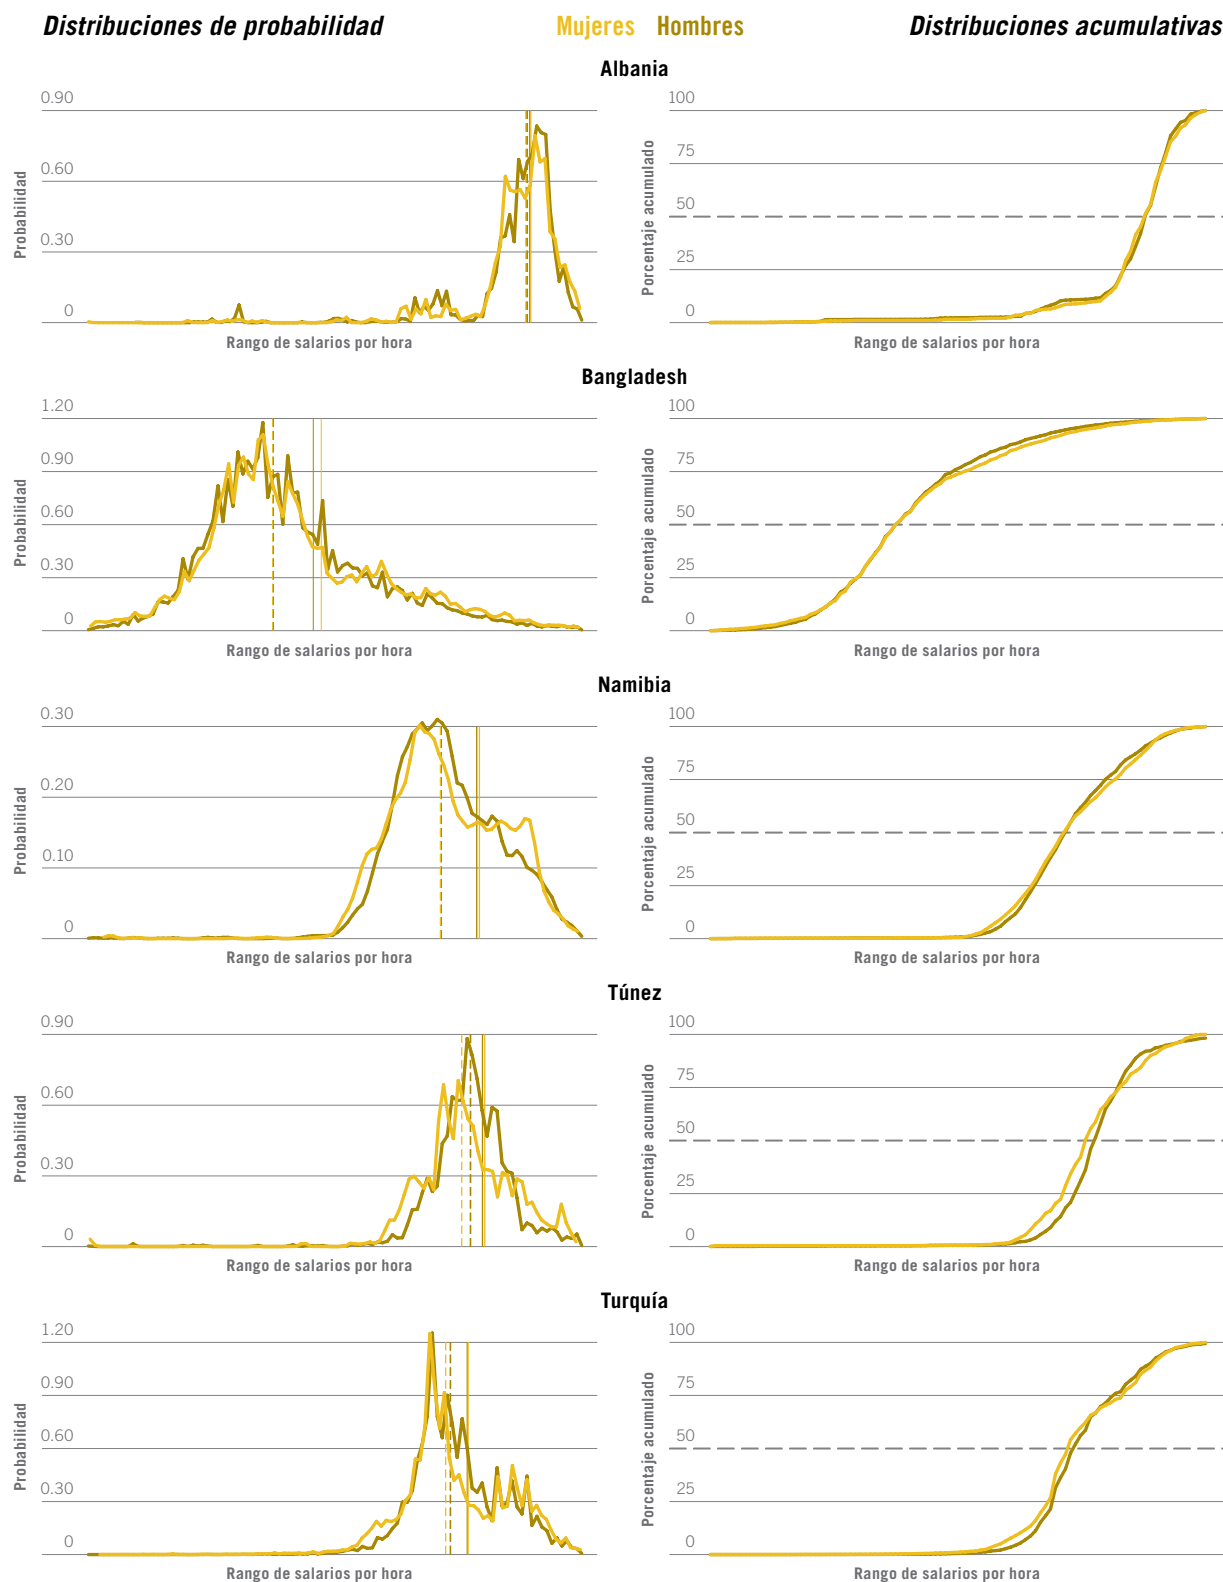 Distribuciones de probabilidad Mujeres Hombres Distribuciones acumulativas
Albania
Probabilidad
0.90
0.60
0.30
0
Rango de salarios por hora
Porcentaje acumulado
100
75
50
25
0
Rango de salarios por hora
Bangladesh
Probabilidad
1.20
0.90
0.60
0.30
0
Rango de salarios por hora
Porcentaje acumulado
100
75
50
25
0
Rango de salarios por hora
Namibia
Probabilidad
0.30
0.20
0.10
0
Rango de salarios por hora
Porcentaje acumulado
100
75
50
25
0
Rango de salarios por hora
Túnez
Probabilidad
0.90
0.60
0.30
0
Rango de salarios por hora
Porcentaje acumulado
100
75
50
25
0
Rango de salarios por hora
Turquía
Probabilidad
1.20
0.90
0.60
0.30
0
Rango de salarios por hora
Porcentaje acumulado
100
75
50
25
0
Rango de salarios por hora